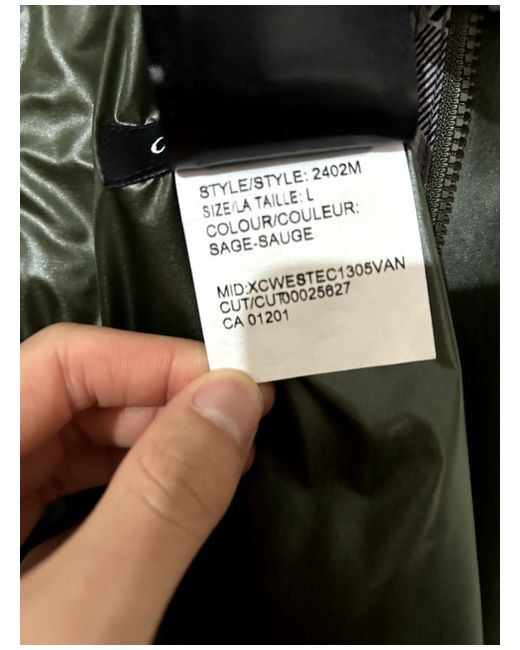 STYLE/STYLE: 2402M
SIZE/LA TAILLE: L
COLOUR/COULEUR:
SAGE-SAUGE
MID:XCWESTEC1305VAN
CUT/CUT00025627
CA 01201